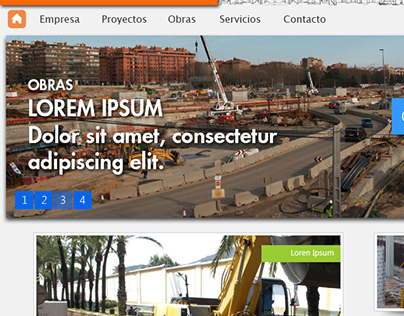 Empresa Proyectos Obras Servicios Contacto
OBRAS
LOREM IPSUM
Dolor sit amet, consectetur
adipiscing elit.
1 2 3 4
Loren Ipsum